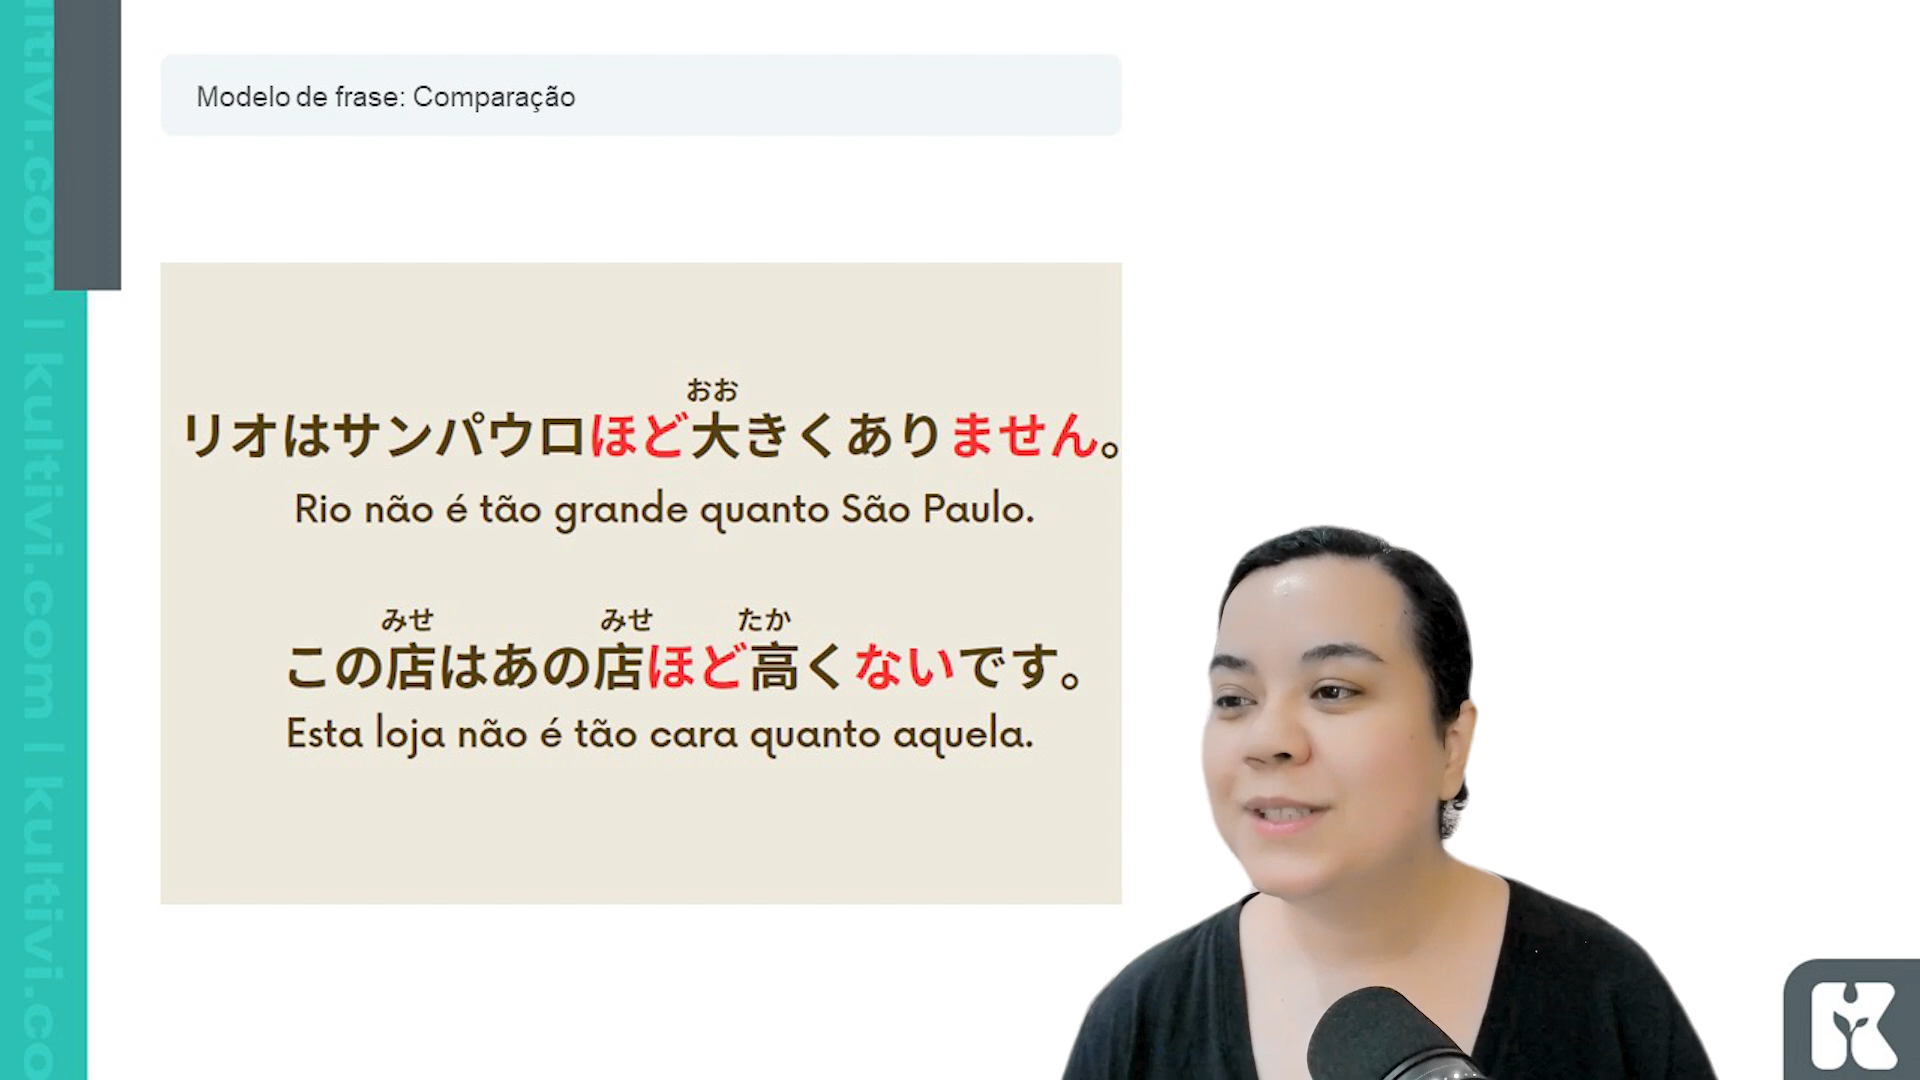 Modelo de frase: Comparação
おお
リオはサンパウロほど大きくありません。
Rio não é tão grande quanto São Paulo.
みせ みせ たか
この店はあの店ほど高くないです。
Esta loja não é tão cara quanto aquela.
ultivi.com | kultivi.com | kultivi.co